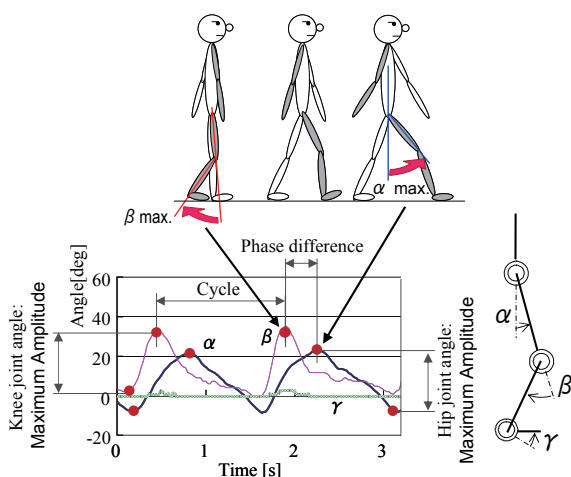 β max.
α max.
Phase difference
Cycle
Angle[deg]
60
40
20
0
-20
α
β
γ
0
1
2
3
Time [s]
Knee joint angle:
Maximum Amplitude
Hip joint angle:
Maximum Amplitude
α
β
γ